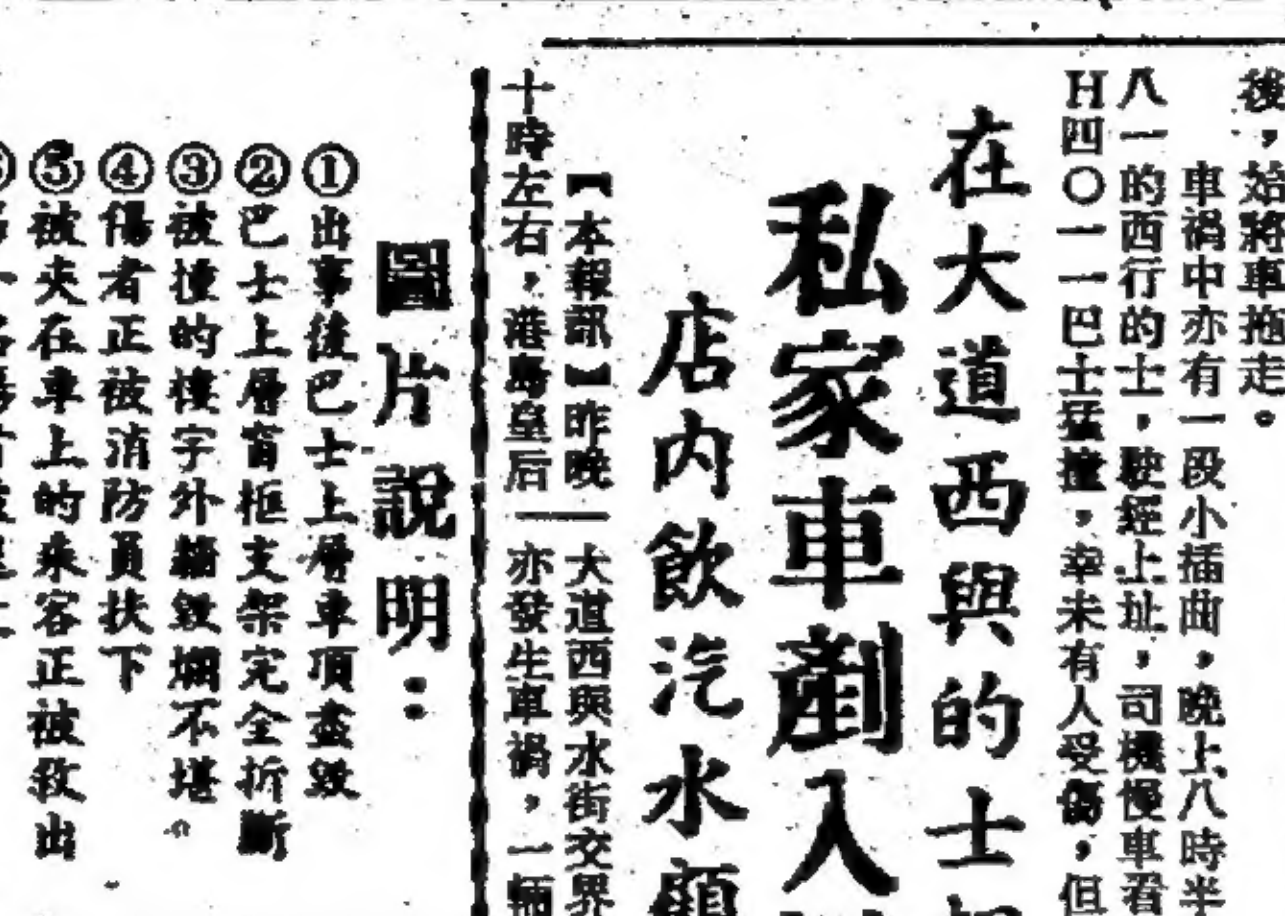 後，始將車拖走。
車禍中亦有一段小插曲，晚上八時半
八一的西行的士，駛經上址，司機慢車看
H四〇一一巴士猛撞，幸未有人受傷，但
在大道西與的士
私家車剷入
店內飲汽水顧
【本報訊】昨晚
十時左右，港島皇后
大道西與水街交界
亦發生車禍，一輛
圖片說明：
①出事後巴士上層車頂盡毀
②巴士上層窗框支架完全折斷
③被撞的樓宇外牆毀爛不堪。
④傷者正被消防員扶下
⑤被夾在車上的乘客正被救出